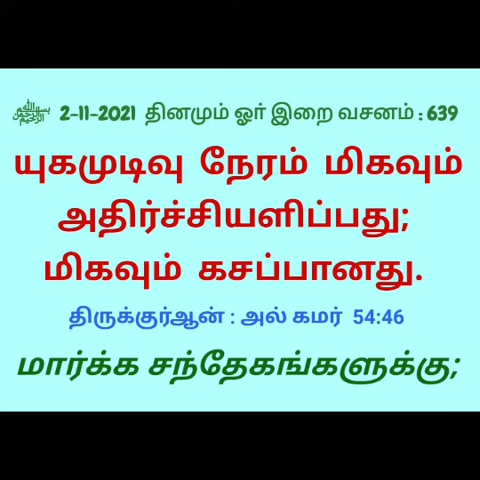 ﷽ 2-11-2021 தினமும் ஓர் இறை வசனம் : 639
யுகமுடிவு நேரம் மிகவும்
அதிர்ச்சியளிப்பது;
மிகவும் கசப்பானது.
திருக்குர்ஆன் : அல் கமர் 54:46
மார்க்க சந்தேகங்களுக்கு;